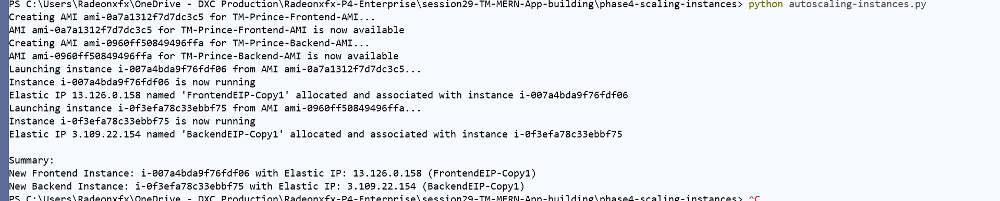 PS C:\Users\Radeonxfx\OneDrive - DXC Production\Radeonxfx-P4-Enterprise\session29-TM-MERN-App-building\phase4-scaling-instances> python autoscaling-instances.py
Creating AMI ami-0a7a1312f7d7dc3c5 for TM-Prince-Frontend-AMI...
AMI ami-0a7a1312f7d7dc3c5 for TM-Prince-Frontend-AMI is now available
Creating AMI ami-0960ff50849496ffa for TM-Prince-Backend-AMI...
AMI ami-0960ff50849496ffa for TM-Prince-Backend-AMI is now available
Launching instance i-007a4bda9f76fdf06 from AMI ami-0a7a1312f7d7dc3c5...
Instance i-007a4bda9f76fdf06 is now running
Elastic IP 13.126.0.158 named 'FrontendEIP-Copy1' allocated and associated with instance i-007a4bda9f76fdf06
Launching instance i-0f3efa78c33ebbf75 from AMI ami-0960ff50849496ffa...
Instance i-0f3efa78c33ebbf75 is now running
Elastic IP 3.109.22.154 named 'BackendEIP-Copy1' allocated and associated with instance i-0f3efa78c33ebbf75
Summary:
New Frontend Instance: i-007a4bda9f76fdf06 with Elastic IP: 13.126.0.158 (FrontendEIP-Copy1)
New Backend Instance: i-0f3efa78c33ebbf75 with Elastic IP: 3.109.22.154 (BackendEIP-Copy1)
PS C:\Users\Radeonxfx\OneDrive - DXC Production\Radeonxfx-P4-Enterprise\session29-TM-MERN-App-building\phase4-scaling-instances> ^C